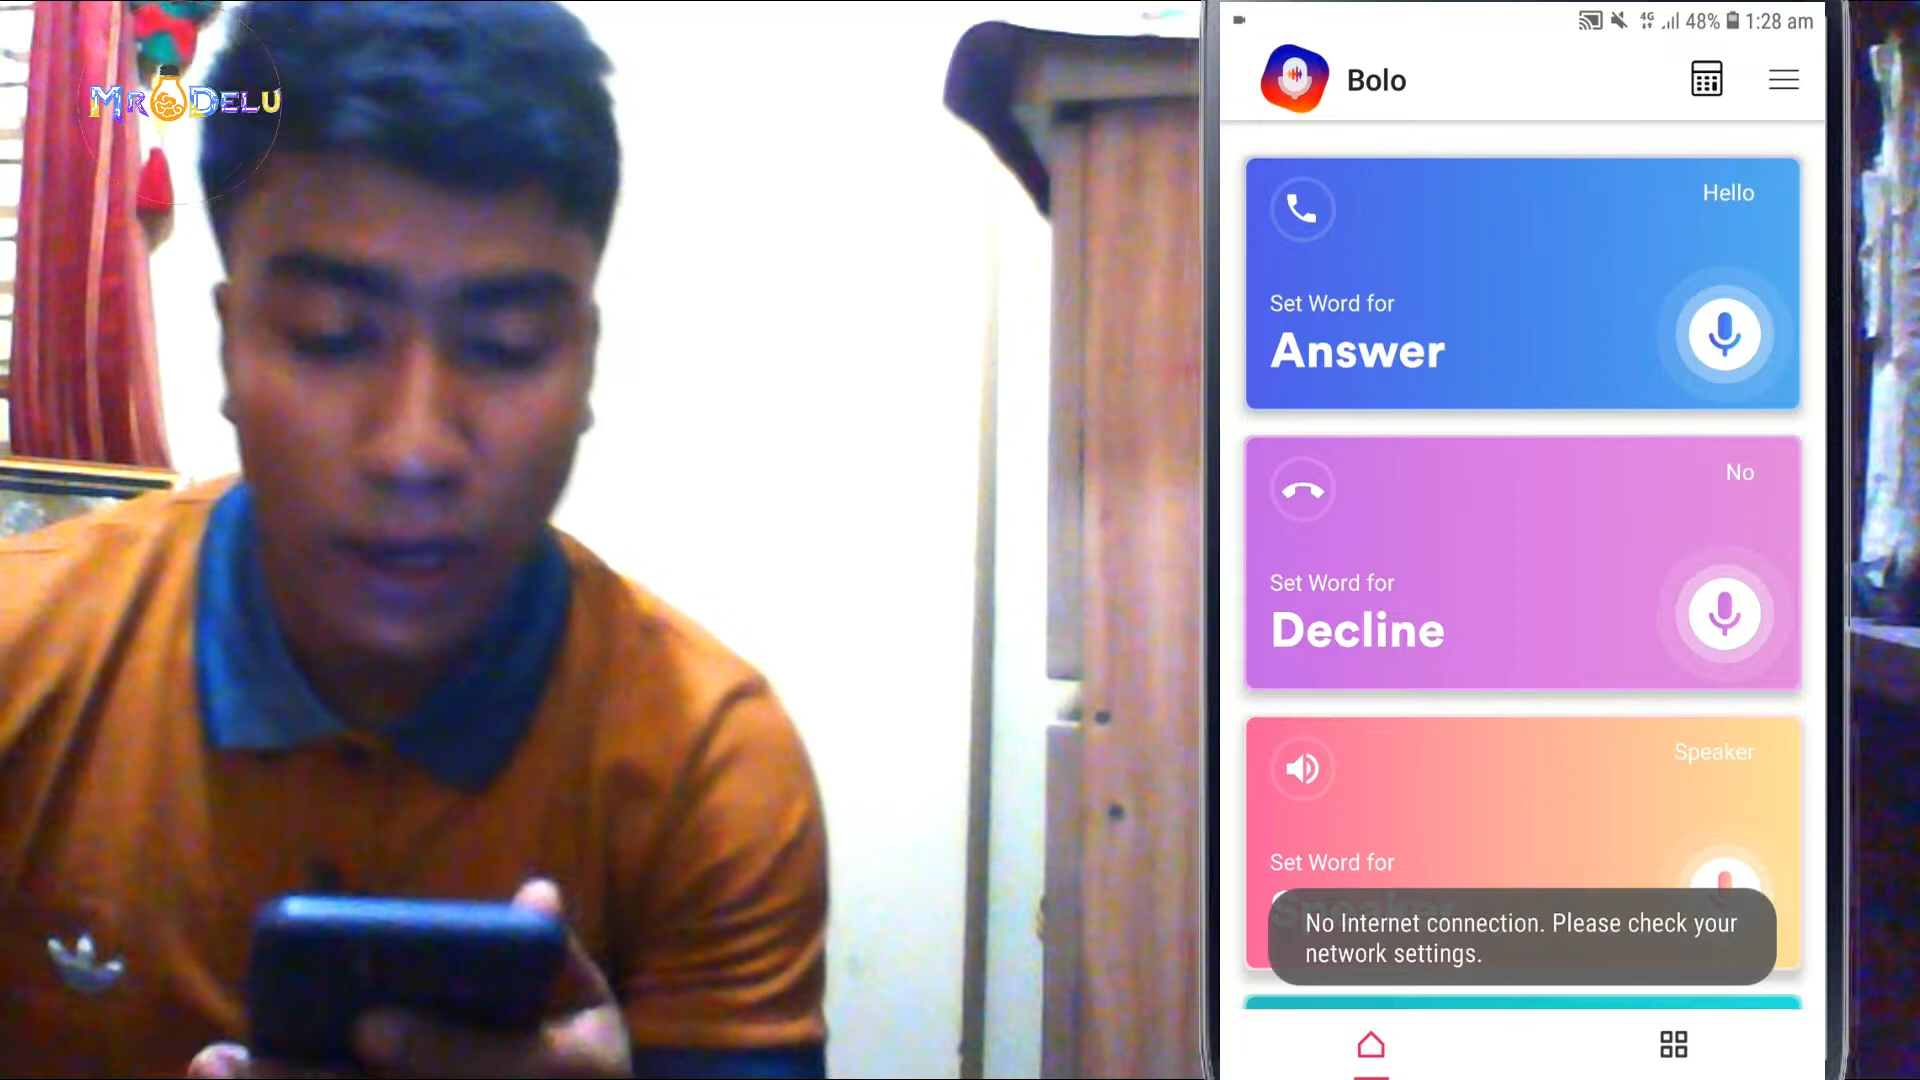 MR DELU
48% 1:28 am
Bolo
Hello
Set Word for
Answer
No
Set Word for
Decline
Speaker
Set Word for
No Internet connection. Please check your
network settings.